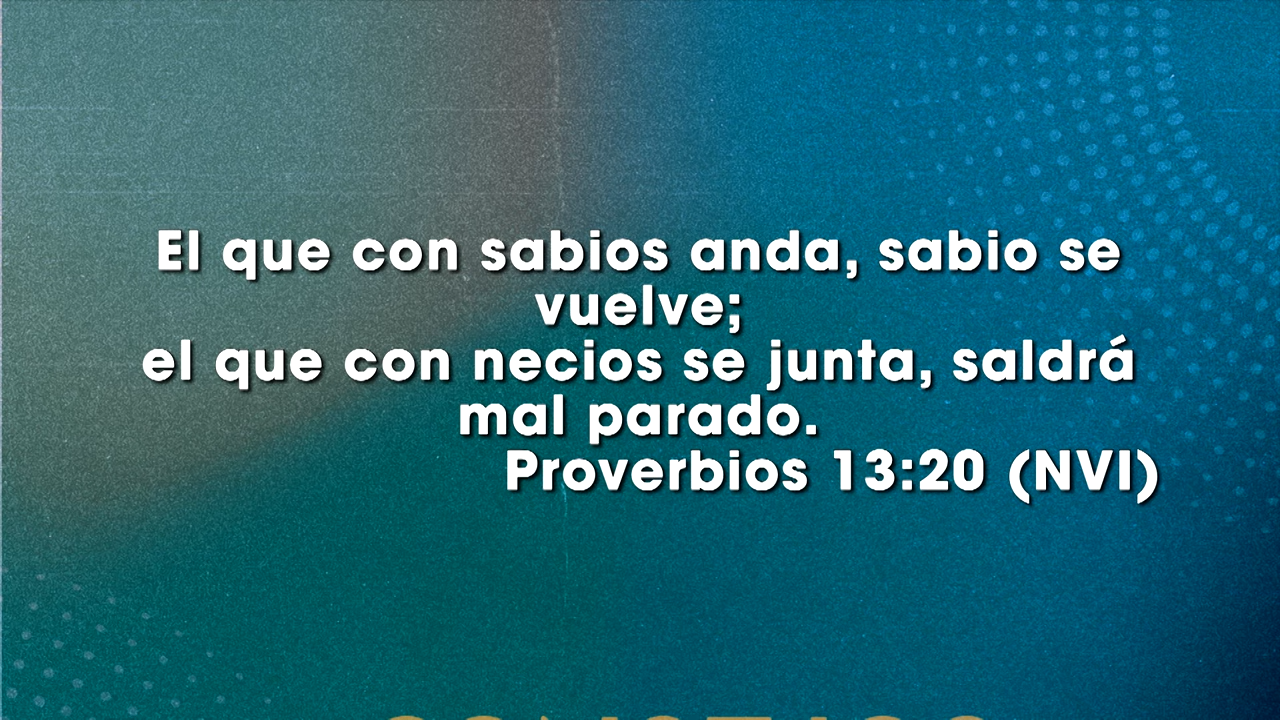 El que con sabios anda, sabio se
vuelve;
el que con necios se junta, saldrá
mal parado.
Proverbios 13:20 (NVI)